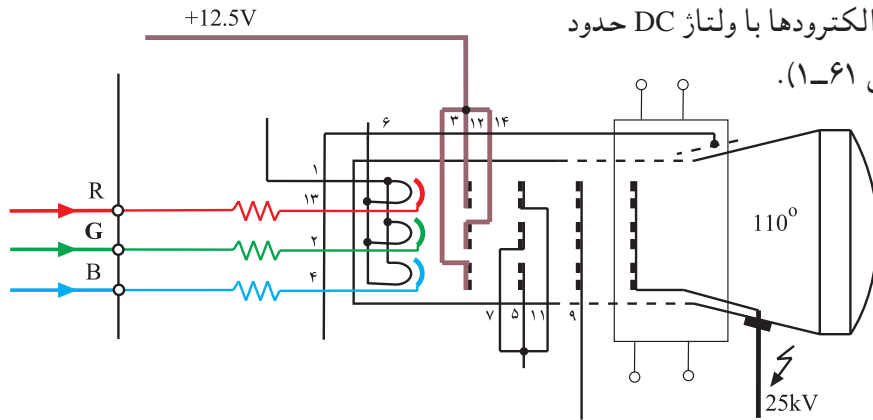 الکترودها با ولتاژ DC حدود
ی ۶۱ــ۱).
+12.5V
۶ ۳ ۱۲ ۱۴
۱
R ۱۳
G ۲
B ۴
110°
۷ ۵ ۱۱ ۹
25kV